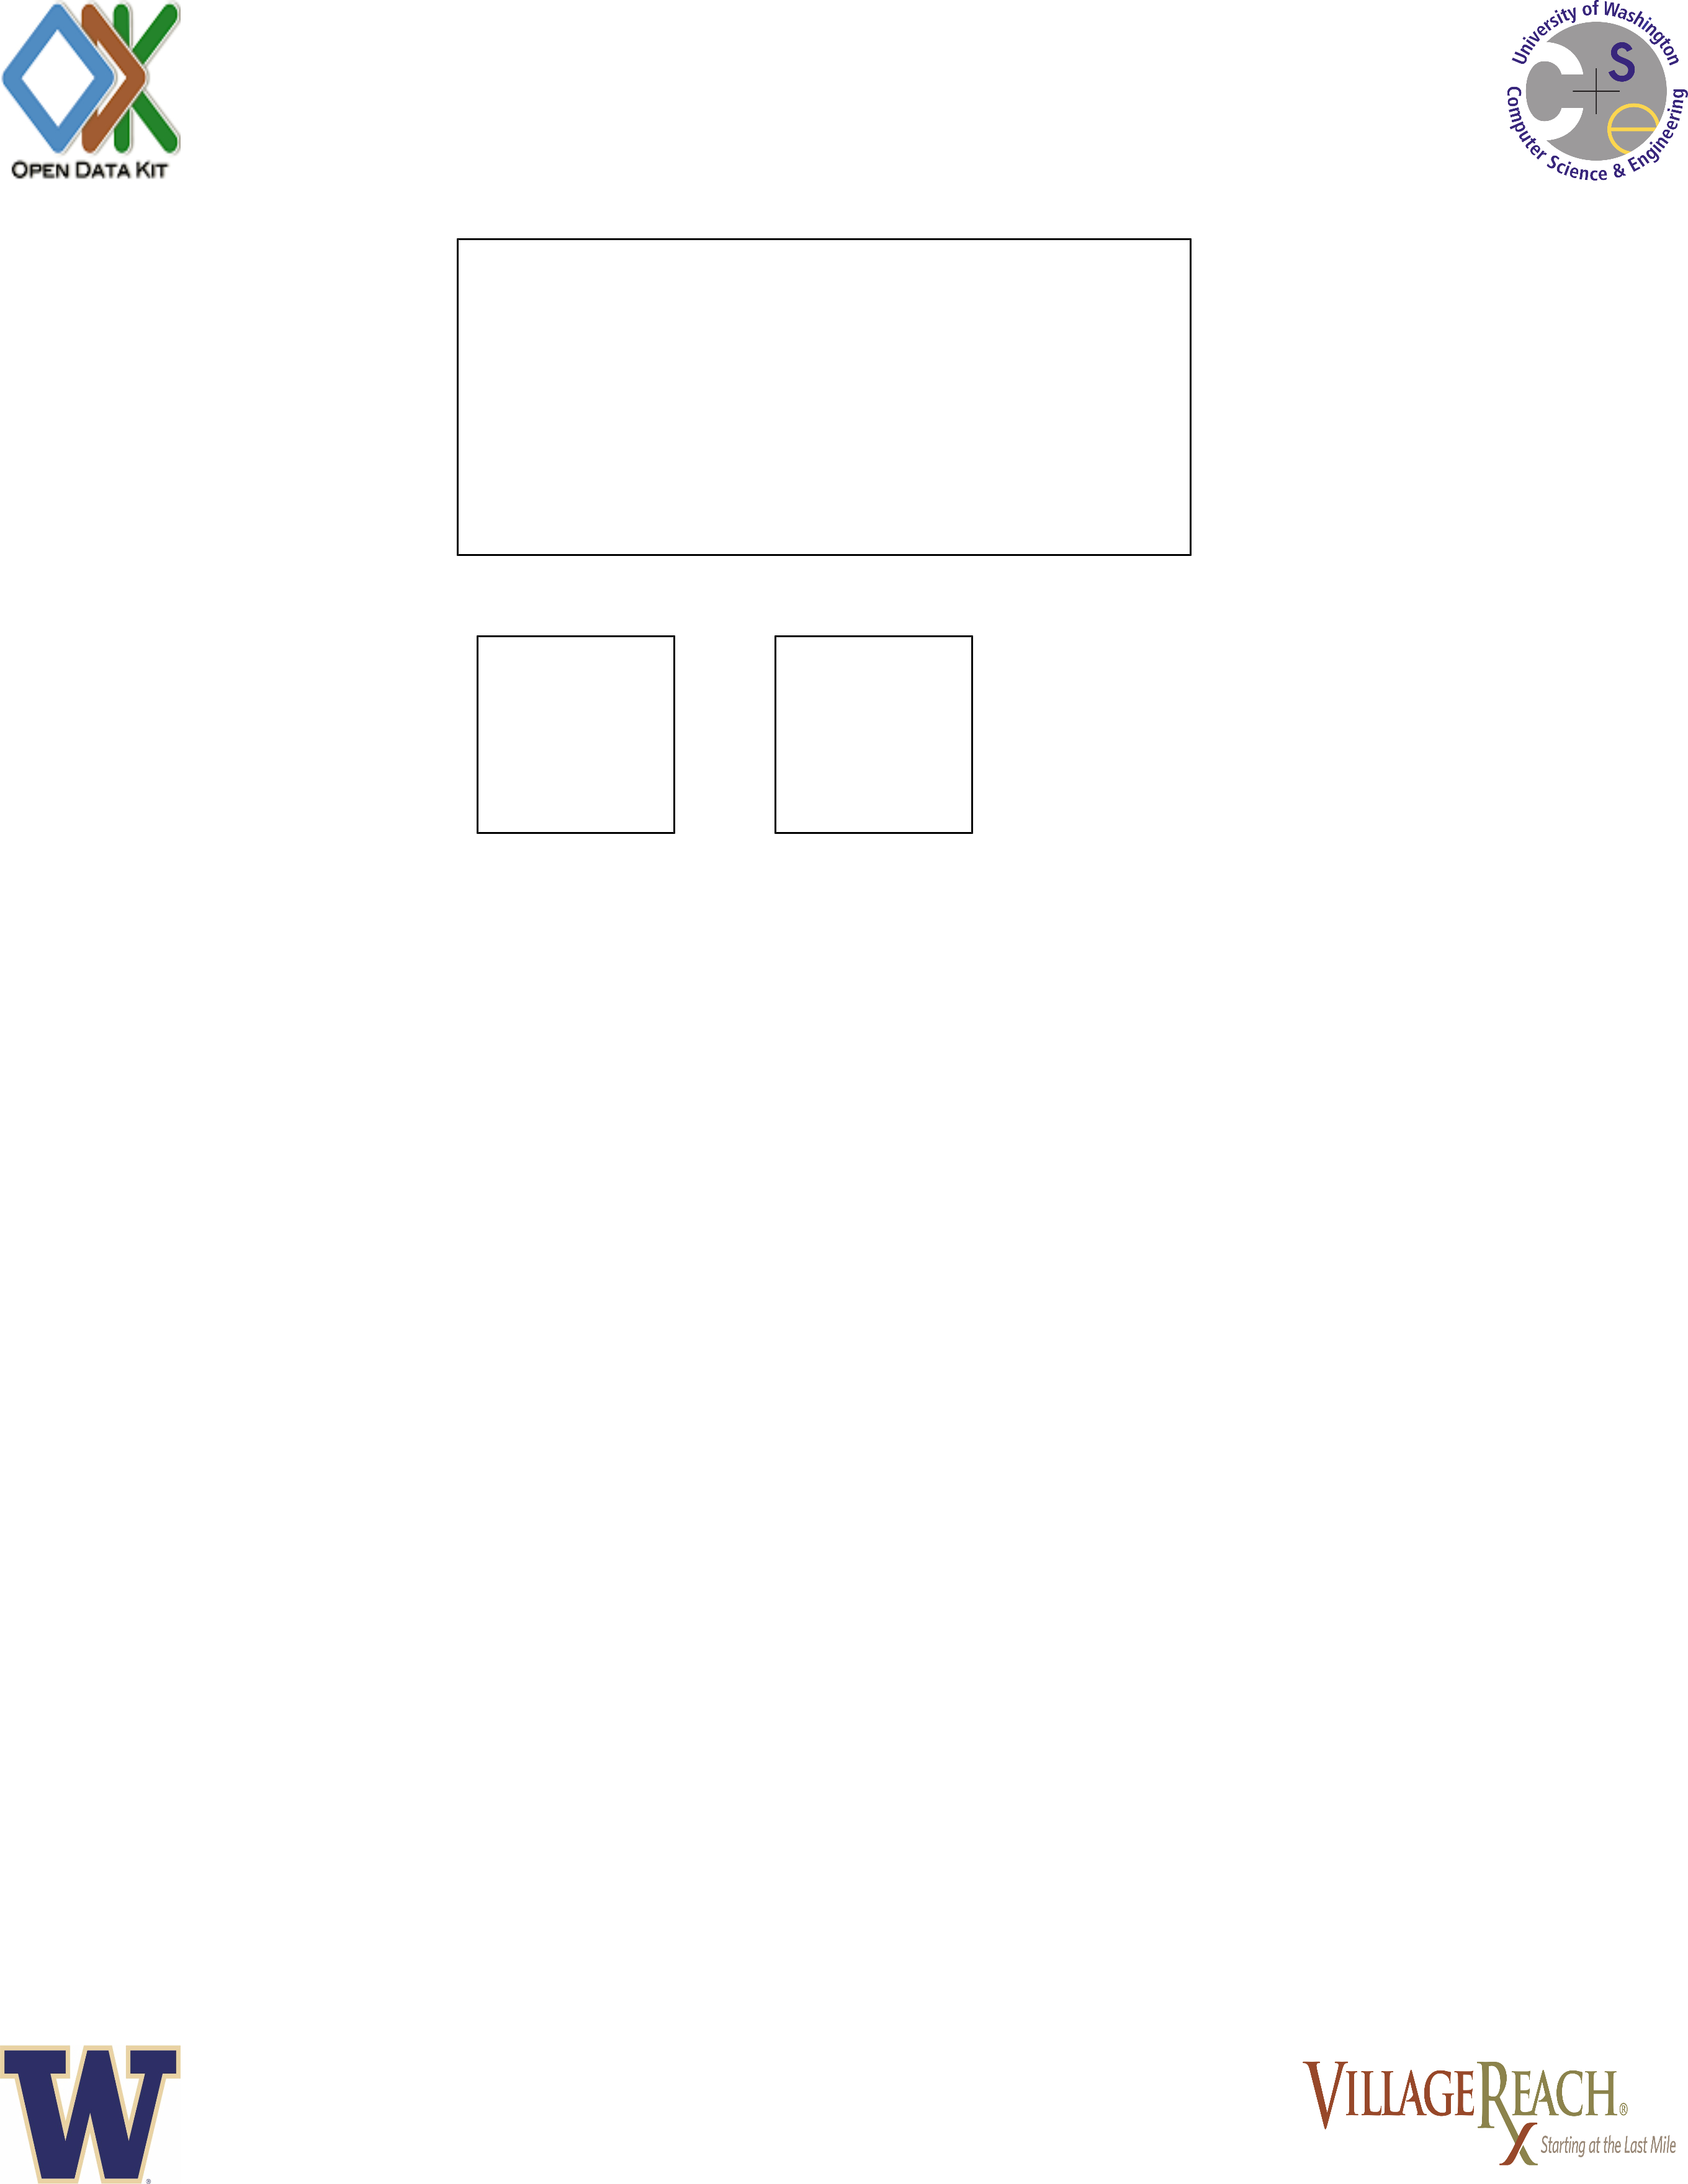 OPEN DATA KIT
University of Washington
Computer Science & Engineering
C S e
W®
VILLAGEREACH®
Starting at the Last Mile